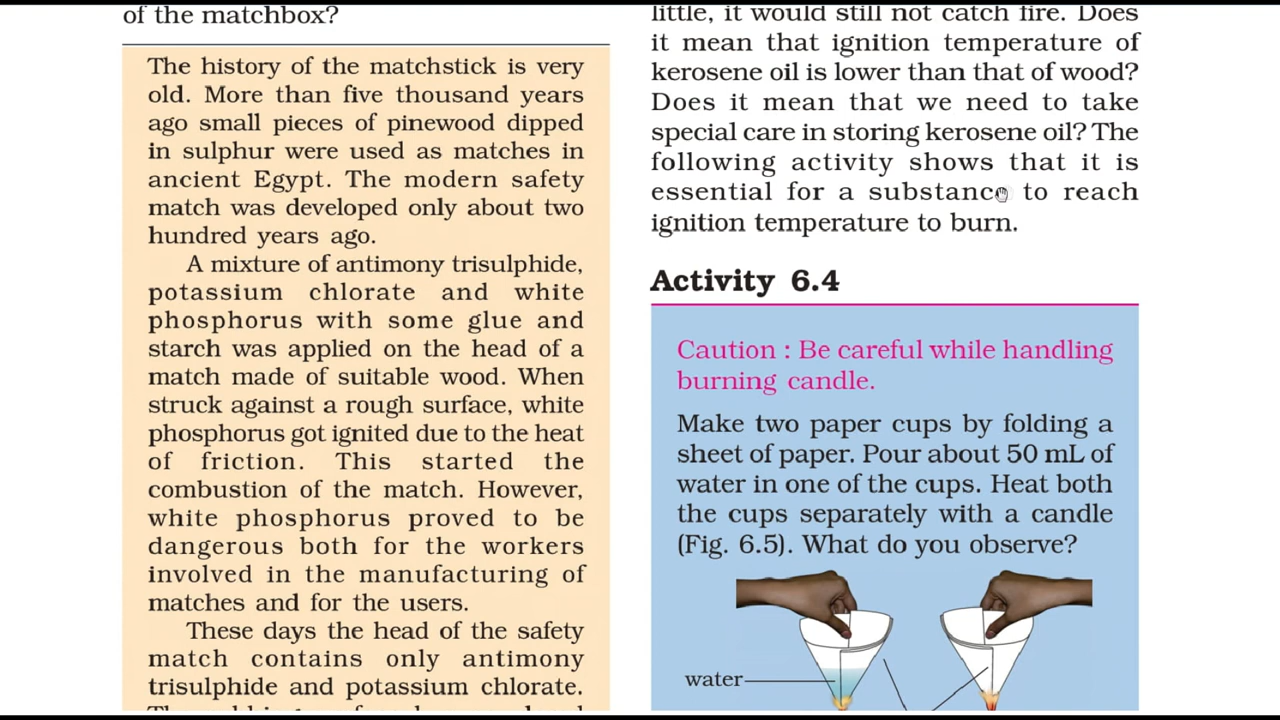 of the matchbox?
The history of the matchstick is very
old. More than five thousand years
ago small pieces of pinewood dipped
in sulphur were used as matches in
ancient Egypt. The modern safety
match was developed only about two
hundred years ago.
A mixture of antimony trisulphide,
potassium chlorate and white
phosphorus with some glue and
starch was applied on the head of a
match made of suitable wood. When
struck against a rough surface, white
phosphorus got ignited due to the heat
of friction. This started the
combustion of the match. However,
white phosphorus proved to be
dangerous both for the workers
involved in the manufacturing of
matches and for the users.
These days the head of the safety
match contains only antimony
trisulphide and potassium chlorate.
little, it would still not catch fire. Does
it mean that ignition temperature of
kerosene oil is lower than that of wood?
Does it mean that we need to take
special care in storing kerosene oil? The
following activity shows that it is
essential for a substance to reach
ignition temperature to burn.
Activity 6.4
Caution : Be careful while handling
burning candle.
Make two paper cups by folding a
sheet of paper. Pour about 50 mL of
water in one of the cups. Heat both
the cups separately with a candle
(Fig. 6.5). What do you observe?
water